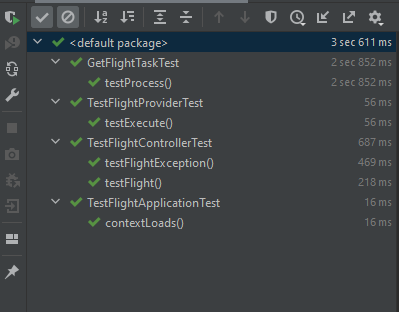 <default package> 3 sec 611 ms
GetFlightTaskTest 2 sec 852 ms
testProcess() 2 sec 852 ms
TestFlightProviderTest 56 ms
testExecute() 56 ms
TestFlightControllerTest 687 ms
testFlightException() 469 ms
testFlight() 218 ms
TestFlightApplicationTest 16 ms
contextLoads() 16 ms